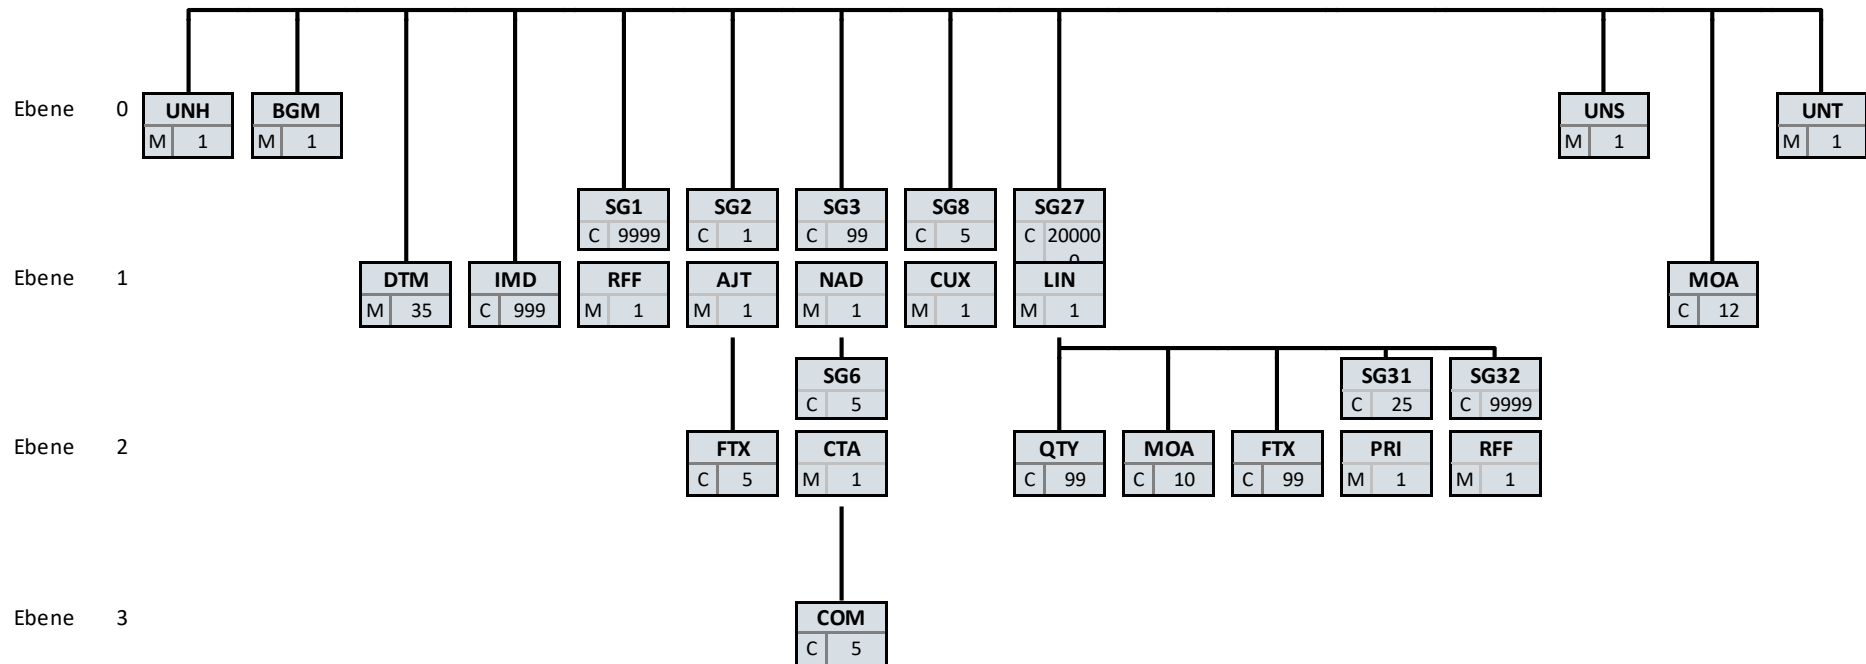 Ebene 0 UNH BGM UNS UNT
M 1 M 1 M 1 M 1
SG1 SG2 SG3 SG8 SG27
C 9999 C 1 C 99 C 5 C 20000
0
Ebene 1 DTM IMD RFF AJT NAD CUX LIN MOA
M 35 C 999 M 1 M 1 M 1 M 1 M 1 C 12
SG6 SG31 SG32
C 5 C 25 C 9999
Ebene 2 FTX CTA QTY MOA FTX PRI RFF
C 5 M 1 C 99 C 10 C 99 M 1 M 1
Ebene 3 COM
C 5